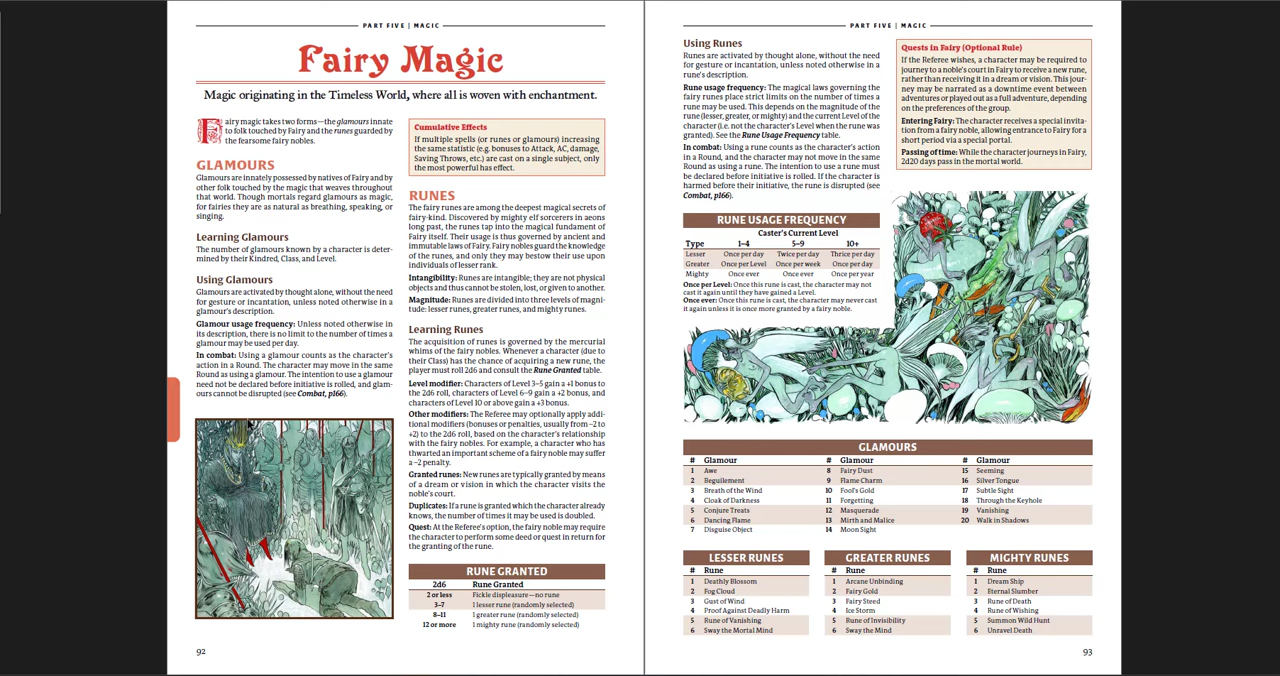 PART FIVE | MAGIC
Fairy Magic
Magic originating in the Timeless World, where all is woven with enchantment.
Fairy magic takes two forms—the glamours innate
to folk touched by Fairy and the runes guarded by
the fearsome fairy nobles.
GLAMOURS
Glamours are innately possessed by natives of Fairy and by
other folk touched by the magic that weaves throughout
that world. Though mortals regard glamours as magic,
for fairies they are as natural as breathing, speaking, or
singing.
Learning Glamours
The number of glamours known by a character is deter-
mined by their Kindred, Class, and Level.
Using Glamours
Glamours are activated by thought alone, without the need
for gesture or incantation, unless noted otherwise in a
glamour's description.
Glamour usage frequency: Unless noted otherwise in
its description, there is no limit to the number of times a
glamour may be used per day.
In combat: Using a glamour counts as the character's
action in a Round. The character may move in the same
Round as using a glamour. The intention to use a glamour
need not be declared before initiative is rolled, and glam-
ours cannot be disrupted (see Combat, p166).
92
Cumulative Effects
If multiple spells (or runes or glamours) increasing
the same statistic (e.g. bonuses to Attack, AC, damage,
Saving Throws, etc.) are cast on a single subject, only
the most powerful has effect.
RUNES
The fairy runes are among the deepest magical secrets of
fairy-kind. Discovered by mighty elf sorcerers in aeons
long past, the runes tap into the magical fundament of
Fairy itself. Their usage is thus governed by ancient and
immutable laws of Fairy. Fairy nobles guard the knowledge
of the runes, and only they may bestow their use upon
individuals of lesser rank.
Intangibility: Runes are intangible; they are not physical
objects and thus cannot be stolen, lost, or given to another.
Magnitude: Runes are divided into three levels of magni-
tude: lesser runes, greater runes, and mighty runes.
Learning Runes
The acquisition of runes is governed by the mercurial
whims of the fairy nobles. Whenever a character (due to
their Class) has the chance of acquiring a new rune, the
player must roll 2d6 and consult the Rune Granted table.
Level modifier: Characters of Level 3–5 gain a +1 bonus to
the 2d6 roll, characters of Level 6–9 gain a +2 bonus, and
characters of Level 10 or above gain a +3 bonus.
Other modifiers: The Referee may optionally apply addi-
tional modifiers (bonuses or penalties, usually from –2 to
+2) to the 2d6 roll, based on the character's relationship
with the fairy nobles. For example, a character who has
thwarted an important scheme of a fairy noble may suffer
a –2 penalty.
Granted runes: New runes are typically granted by means
of a dream or vision in which the character visits the
noble's court.
Duplicates: If a rune is granted which the character already
knows, the number of times it may be used is doubled.
Quest: At the Referee's option, the fairy noble may require
the character to perform some deed or quest in return for
the granting of the rune.
RUNE GRANTED
2d6 Rune Granted
2 or less Fickle displeasure—no rune
3–7 1 lesser rune (randomly selected)
8–11 1 greater rune (randomly selected)
12 or more 1 mighty rune (randomly selected)
PART FIVE | MAGIC
Using Runes
Runes are activated by thought alone, without the need
for gesture or incantation, unless noted otherwise in a
rune's description.
Rune usage frequency: The magical laws governing the
fairy runes place strict limits on the number of times a
rune may be used. This depends on the magnitude of the
rune (lesser, greater, or mighty) and the current Level of the
character (i.e. not the character's Level when the rune was
granted). See the Rune Usage Frequency table.
In combat: Using a rune counts as the character's action
in a Round, and the character may not move in the same
Round as using a rune. The intention to use a rune must
be declared before initiative is rolled. If the character is
harmed before their initiative, the rune is disrupted (see
Combat, p166).
RUNE USAGE FREQUENCY
Caster's Current Level
Type 1–4 5–9 10+
Lesser Once per day Twice per day Thrice per day
Greater Once per Level Once per week Once per day
Mighty Once ever Once ever Once per year
Once per Level: Once this rune is cast, the character may not
cast it again until they have gained a Level.
Once ever: Once this rune is cast, the character may never cast
it again unless it is once more granted by a fairy noble.
Quests in Fairy (Optional Rule)
If the Referee wishes, a character may be required to
journey to a noble's court in Fairy to receive a new rune,
rather than receiving it in a dream or vision. This jour-
ney may be narrated as a downtime event between
adventures or played out as a full adventure, depending
on the preferences of the group.
Entering Fairy: The character receives a special invita-
tion from a fairy noble, allowing entrance to Fairy for a
short period via a special portal.
Passing of time: While the character journeys in Fairy,
2d20 days pass in the mortal world.
GLAMOURS
# Glamour # Glamour # Glamour
1 Awe 8 Fairy Dust 15 Seeming
2 Beguilement 9 Flame Charm 16 Silver Tongue
3 Breath of the Wind 10 Fool's Gold 17 Subtle Sight
4 Cloak of Darkness 11 Forgetting 18 Through the Keyhole
5 Conjure Treats 12 Masquerade 19 Vanishing
6 Dancing Flame 13 Mirth and Malice 20 Walk in Shadows
7 Disguise Object 14 Moon Sight
LESSER RUNES
# Rune
1 Deathly Blossom
2 Fog Cloud
3 Gust of Wind
4 Proof Against Deadly Harm
5 Rune of Vanishing
6 Sway the Mortal Mind
GREATER RUNES
# Rune
1 Arcane Unbinding
2 Fairy Gold
3 Fairy Steed
4 Ice Storm
5 Rune of Invisibility
6 Sway the Mind
MIGHTY RUNES
# Rune
1 Dream Ship
2 Eternal Slumber
3 Rune of Death
4 Rune of Wishing
5 Summon Wild Hunt
6 Unravel Death
93